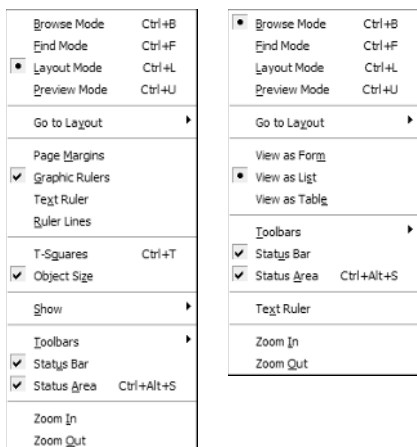 Browse Mode Ctrl+B
Find Mode Ctrl+F
Layout Mode Ctrl+L
Preview Mode Ctrl+U
Go to Layout
Page Margins
Graphic Rulers
Text Ruler
Ruler Lines
T-Squares Ctrl+T
Object Size
Show
Toolbars
Status Bar
Status Area Ctrl+Alt+S
Zoom In
Zoom Out
Browse Mode Ctrl+B
Find Mode Ctrl+F
Layout Mode Ctrl+L
Preview Mode Ctrl+U
Go to Layout
View as Form
View as List
View as Table
Toolbars
Status Bar
Status Area Ctrl+Alt+S
Text Ruler
Zoom In
Zoom Out